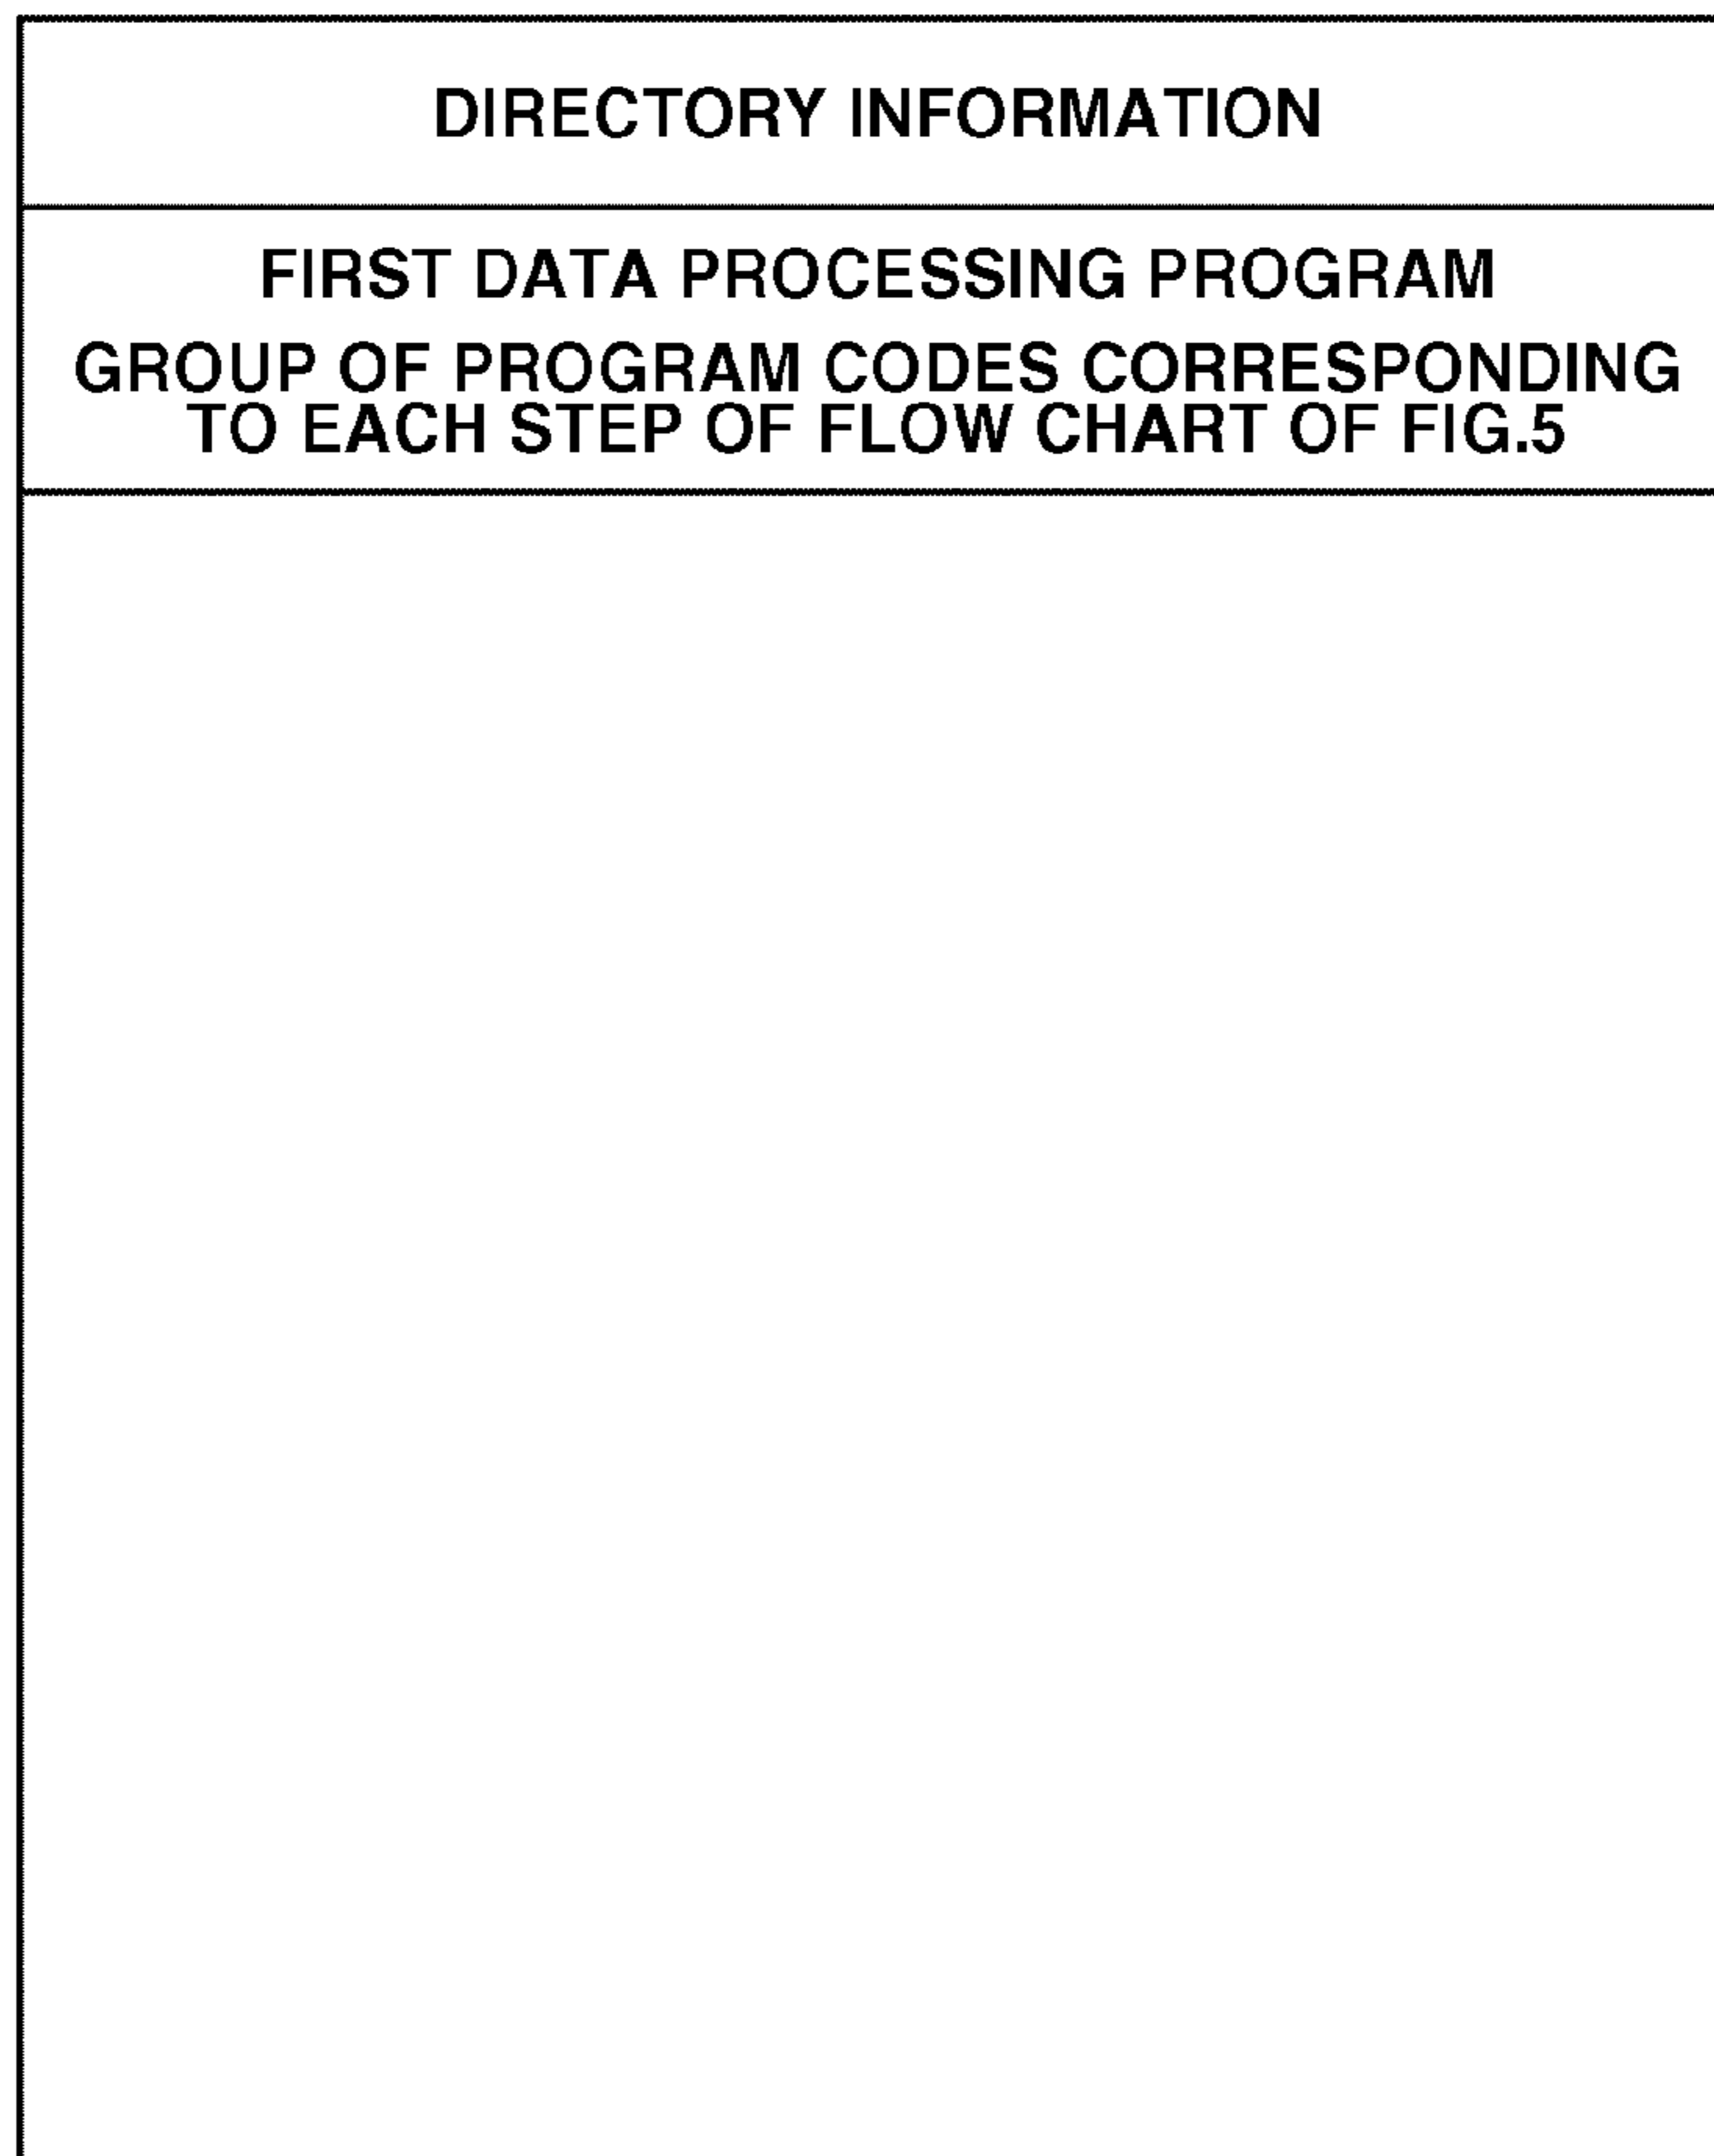 DIRECTORY INFORMATION
FIRST DATA PROCESSING PROGRAM
GROUP OF PROGRAM CODES CORRESPONDING
TO EACH STEP OF FLOW CHART OF FIG.5